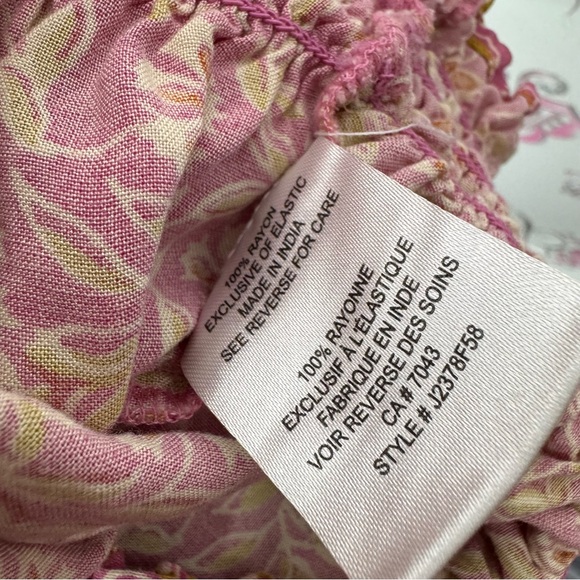 100% RAYON
EXCLUSIVE OF ELASTIC
MADE IN INDIA
SEE REVERSE FOR CARE
100% RAYONNE
EXCLUSIF À L'ÉLASTIQUE
FABRIQUE EN INDE
VOIR REVERSE DES SOINS
CA # 7043
STYLE # J2378F58